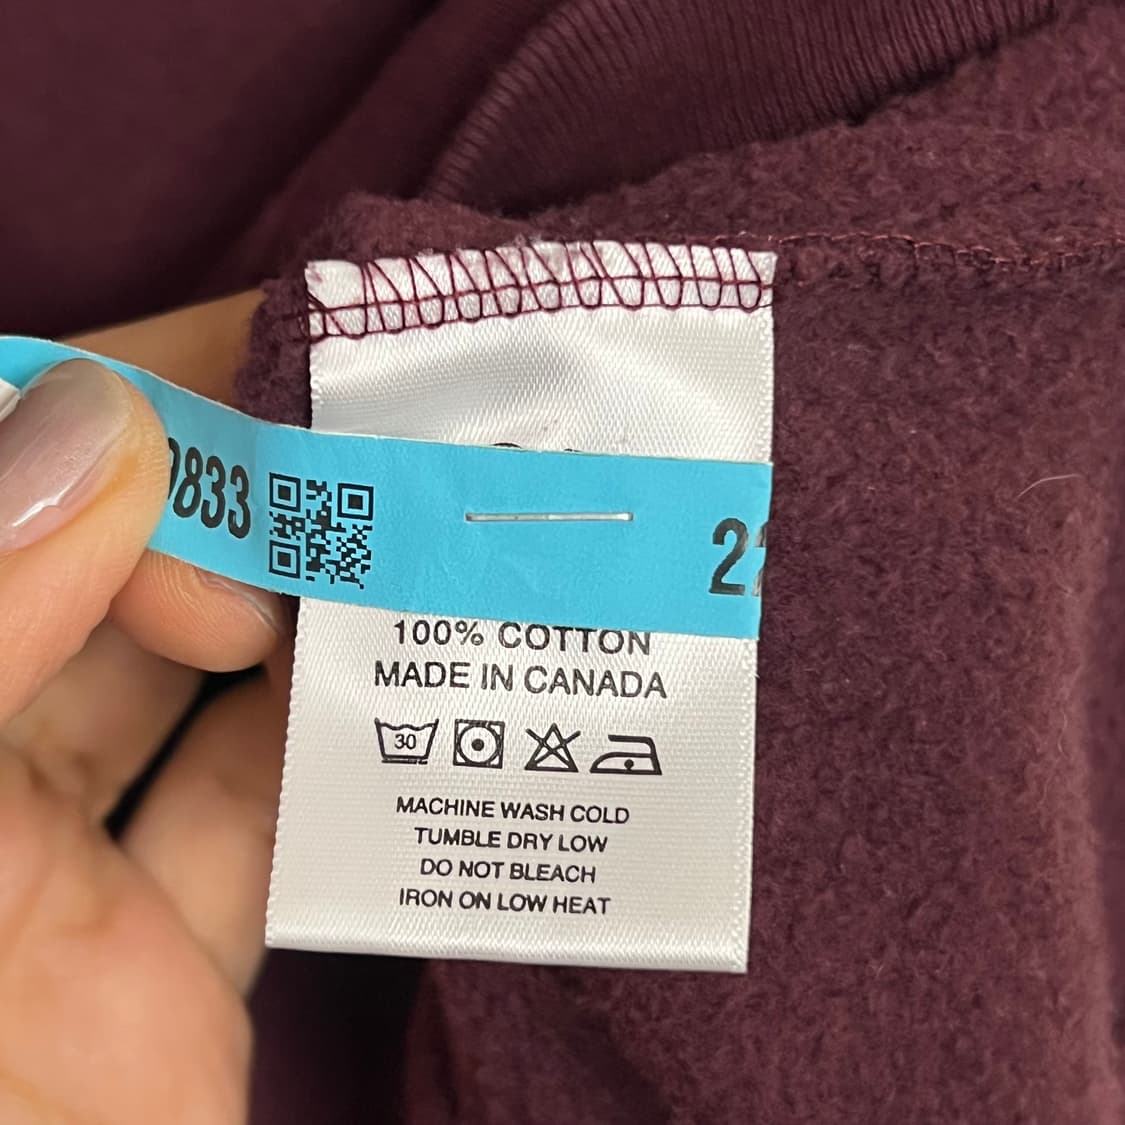 833
2
100% COTTON
MADE IN CANADA
30
MACHINE WASH COLD
TUMBLE DRY LOW
DO NOT BLEACH
IRON ON LOW HEAT